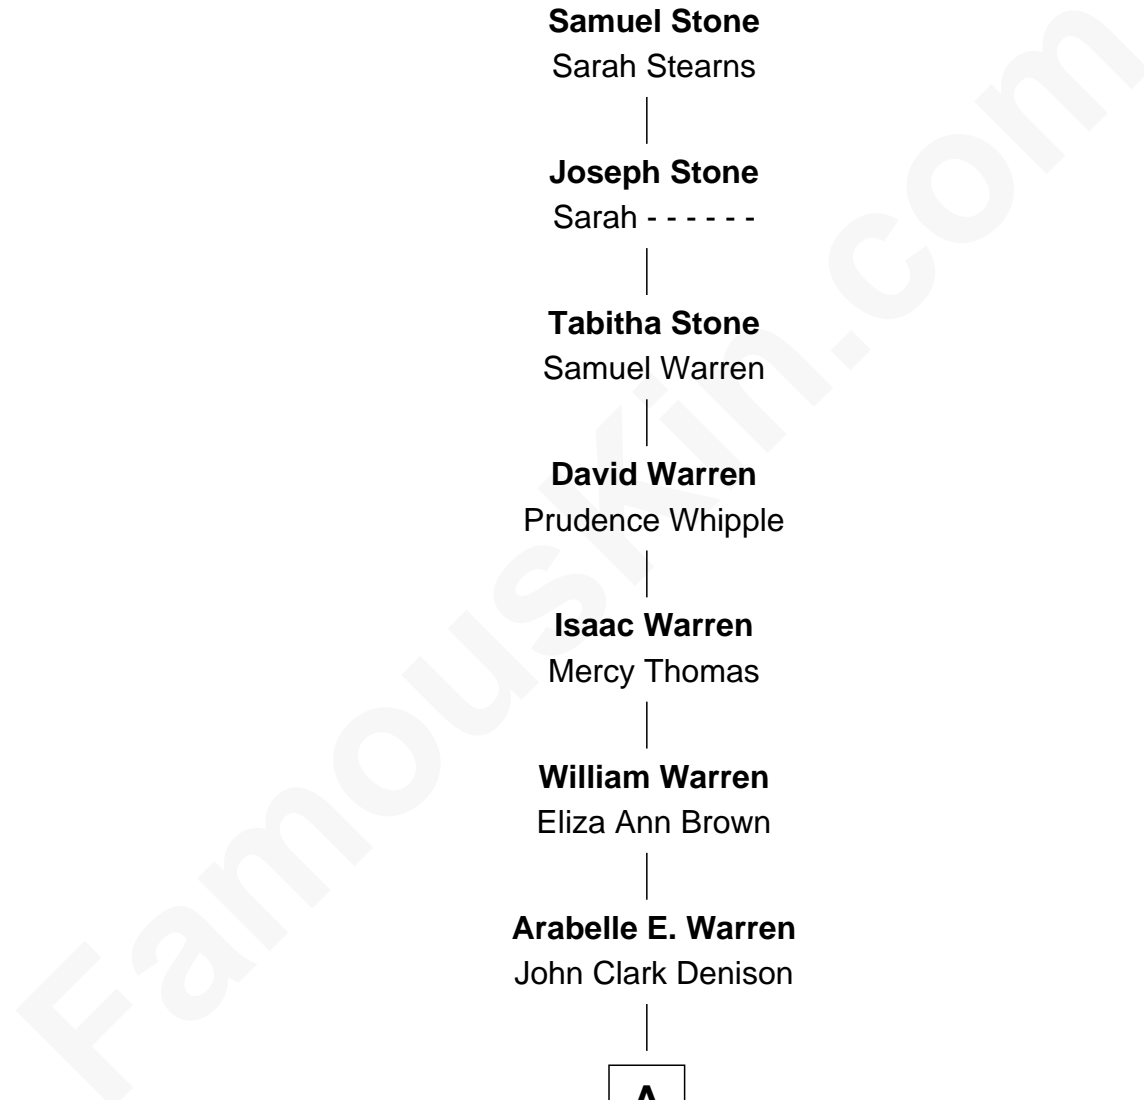 Samuel Stone
Sarah Stearns
Joseph Stone
Sarah - - - - - -
Tabitha Stone
Samuel Warren
David Warren
Prudence Whipple
Isaac Warren
Mercy Thomas
William Warren
Eliza Ann Brown
Arabelle E. Warren
John Clark Denison
A
FamousKin.com